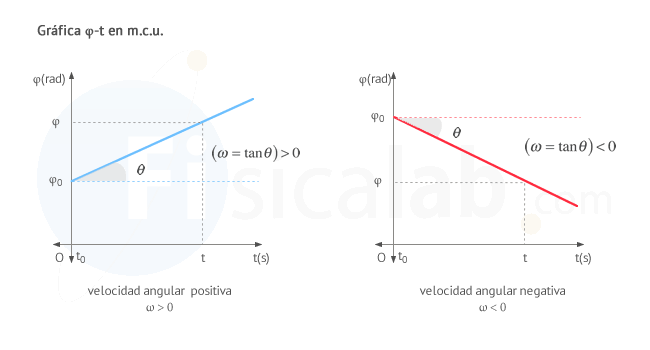 Gráfica φ-t en m.c.u.
φ(rad)
φ
(ω = tanθ) > 0
θ
φ₀
O t₀ t t(s)
velocidad angular positiva
ω > 0
φ(rad)
φ₀
θ
(ω = tanθ) < 0
φ
O t₀ t t(s)
velocidad angular negativa
ω < 0
Fisicalab.com